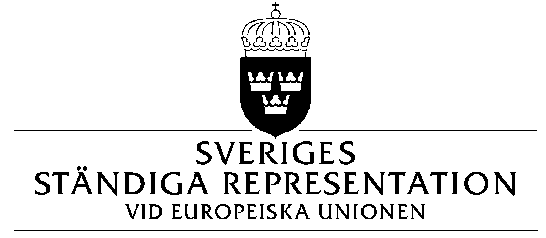 SVERIGES
STÄNDIGA REPRESENTATION
VID EUROPEISKA UNIONEN